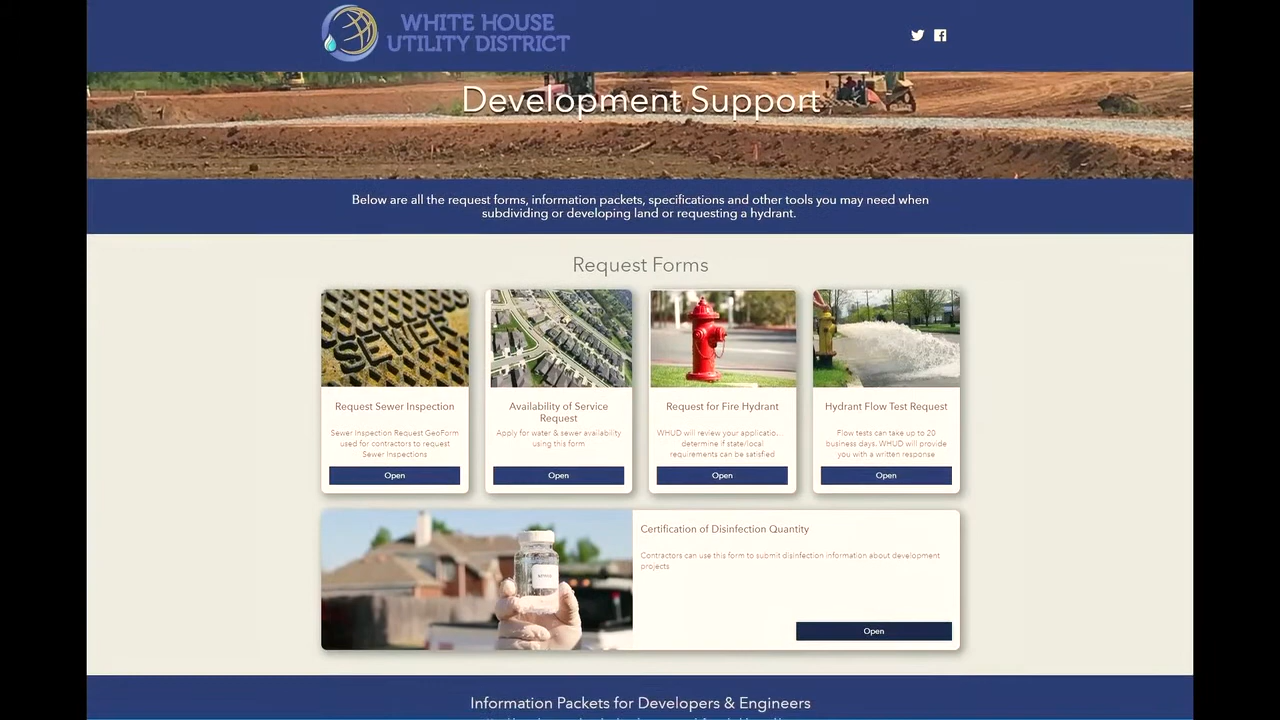 WHITE HOUSE
UTILITY DISTRICT
Development Support
Below are all the request forms, information packets, specifications and other tools you may need when
subdividing or developing land or requesting a hydrant.
Request Forms
SEWER
Request Sewer Inspection
Sewer Inspection Request GeoForm
used for contractors to request
Sewer Inspections
Open
Availability of Service
Request
Apply for water & sewer availability
using this form
Open
Request for Fire Hydrant
WHUD will review your applicatio...
determine if state/local
requirements can be satisfied
Open
Hydrant Flow Test Request
Flow tests can take up to 20
business days. WHUD will provide
you with a written response
Open
Certification of Disinfection Quantity
Contractors can use this form to submit disinfection information about development
projects
Open
Information Packets for Developers & Engineers